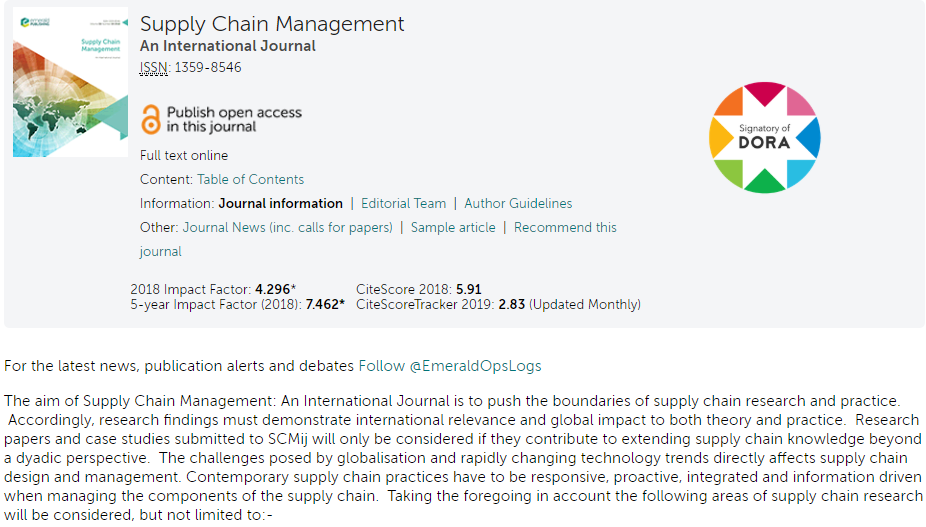 emerald
PUBLISHING
Supply Chain
Management
Supply Chain Management
An International Journal
ISSN: 1359-8546
Publish open access
in this journal
Signatory of
DORA
Full text online
Content: Table of Contents
Information: Journal information | Editorial Team | Author Guidelines
Other: Journal News (inc. calls for papers) | Sample article | Recommend this
journal
2018 Impact Factor: 4.296* CiteScore 2018: 5.91
5-year Impact Factor (2018): 7.462* CiteScoreTracker 2019: 2.83 (Updated Monthly)
For the latest news, publication alerts and debates Follow @EmeraldOpsLogs
The aim of Supply Chain Management: An International Journal is to push the boundaries of supply chain research and practice.
Accordingly, research findings must demonstrate international relevance and global impact to both theory and practice. Research
papers and case studies submitted to SCMij will only be considered if they contribute to extending supply chain knowledge beyond
a dyadic perspective. The challenges posed by globalisation and rapidly changing technology trends directly affects supply chain
design and management. Contemporary supply chain practices have to be responsive, proactive, integrated and information driven
when managing the components of the supply chain. Taking the foregoing in account the following areas of supply chain research
will be considered, but not limited to:-